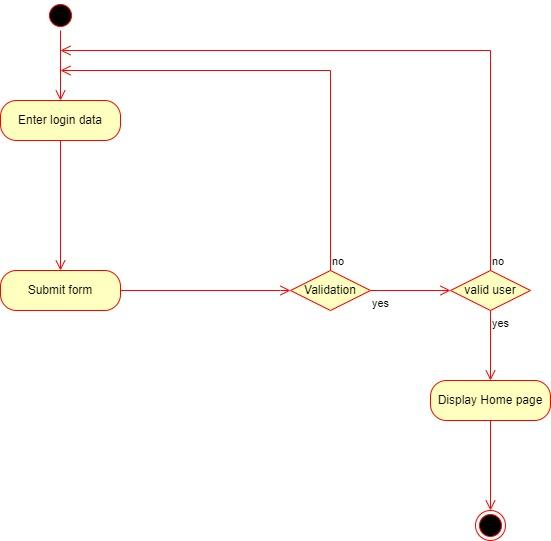 Enter login data
no
no
Submit form
Validation
valid user
yes
yes
Display Home page